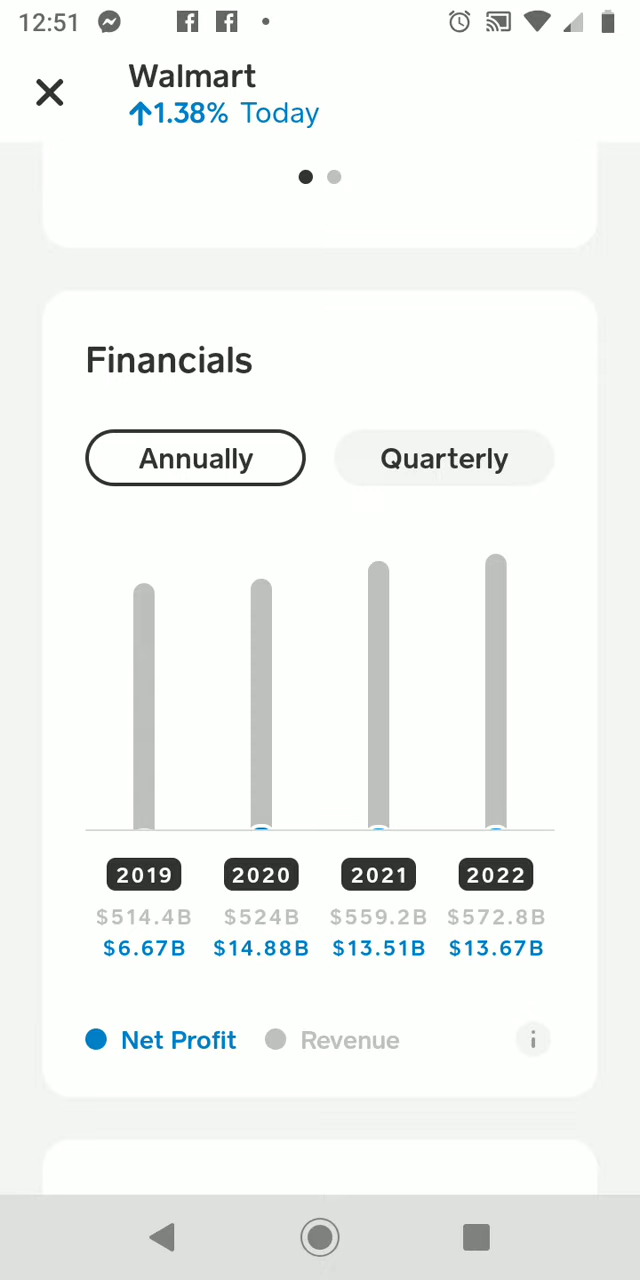 12:51
Walmart
↑1.38% Today
Financials
Annually Quarterly
2019 2020 2021 2022
$514.4B $524B $559.2B $572.8B
$6.67B $14.88B $13.51B $13.67B
Net Profit Revenue i